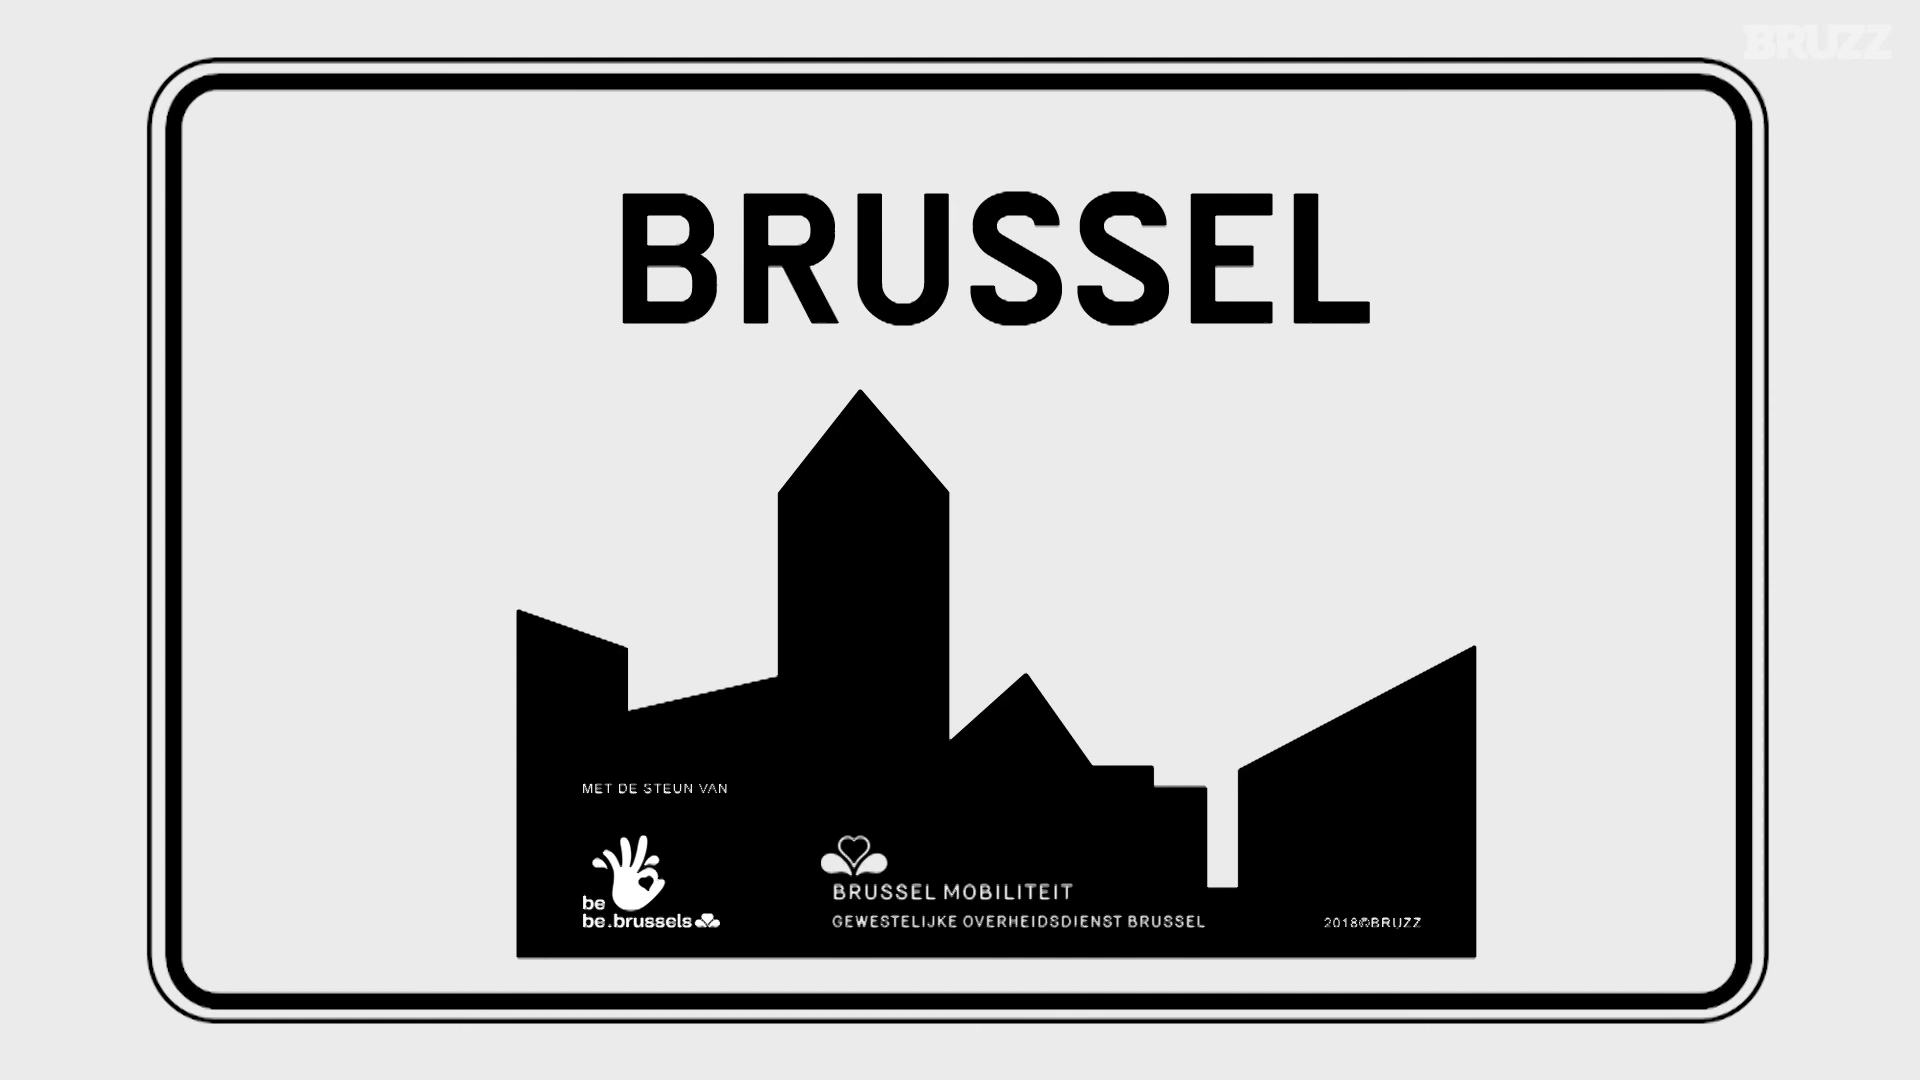 BRUZZ
BRUSSEL
MET DE STEUN VAN
be
be.brussels
BRUSSEL MOBILITEIT
GEWESTELIJKE OVERHEIDSDIENST BRUSSEL
2018©BRUZZ